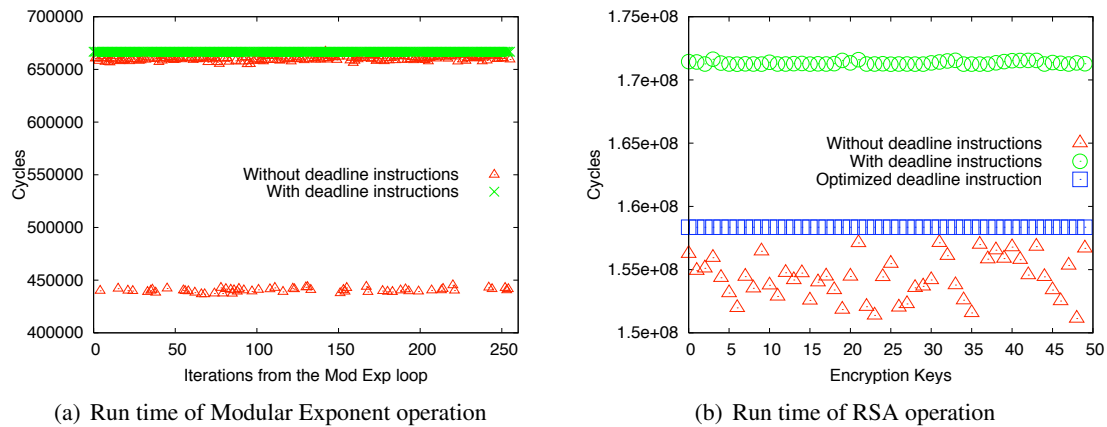 700000
650000
600000
550000
500000
450000
400000
Cycles
Without deadline instructions
With deadline instructions
0 50 100 150 200 250
Iterations from the Mod Exp loop
(a) Run time of Modular Exponent operation
1.75e+08
1.7e+08
1.65e+08
1.6e+08
1.55e+08
1.5e+08
Cycles
Without deadline instructions
With deadline instructions
Optimized deadline instruction
0 5 10 15 20 25 30 35 40 45 50
Encryption Keys
(b) Run time of RSA operation